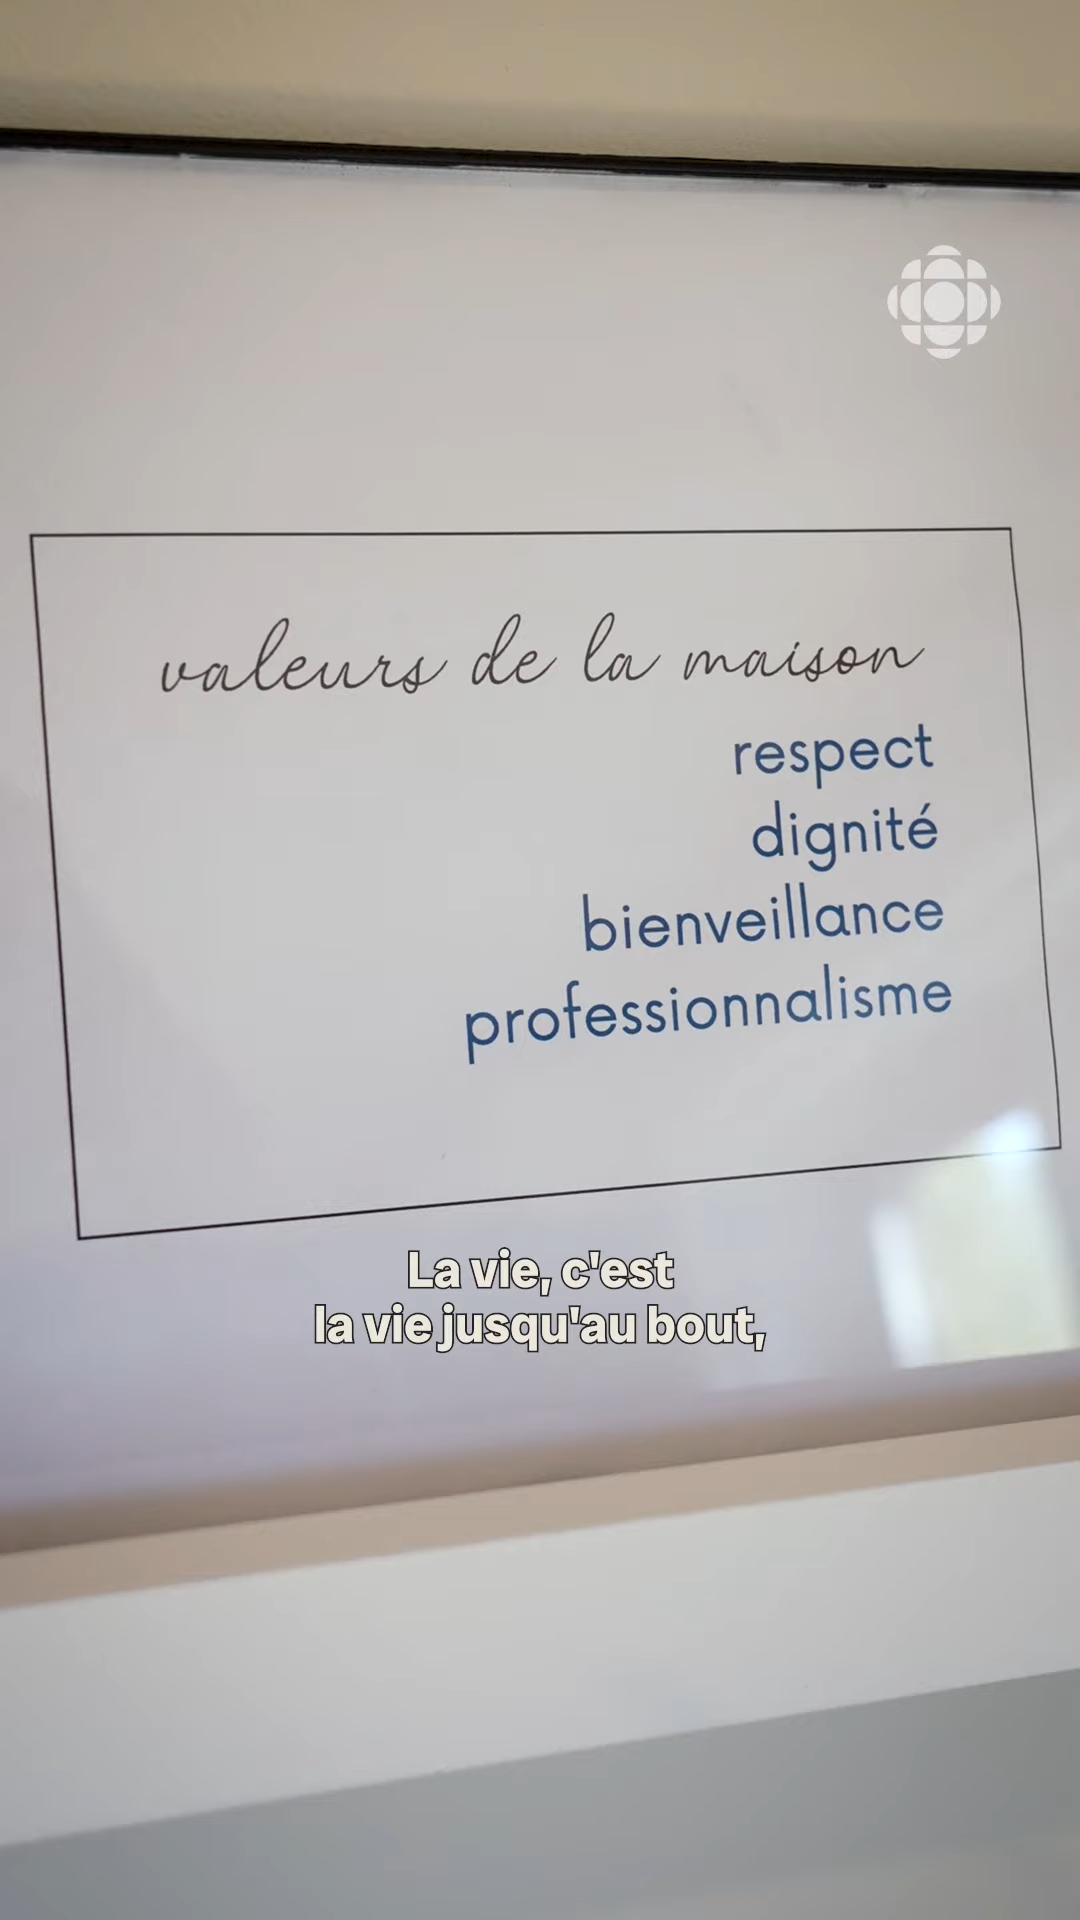 valeurs de la maison
respect
dignité
bienveillance
professionnalisme
La vie, c'est
la vie jusqu'au bout,